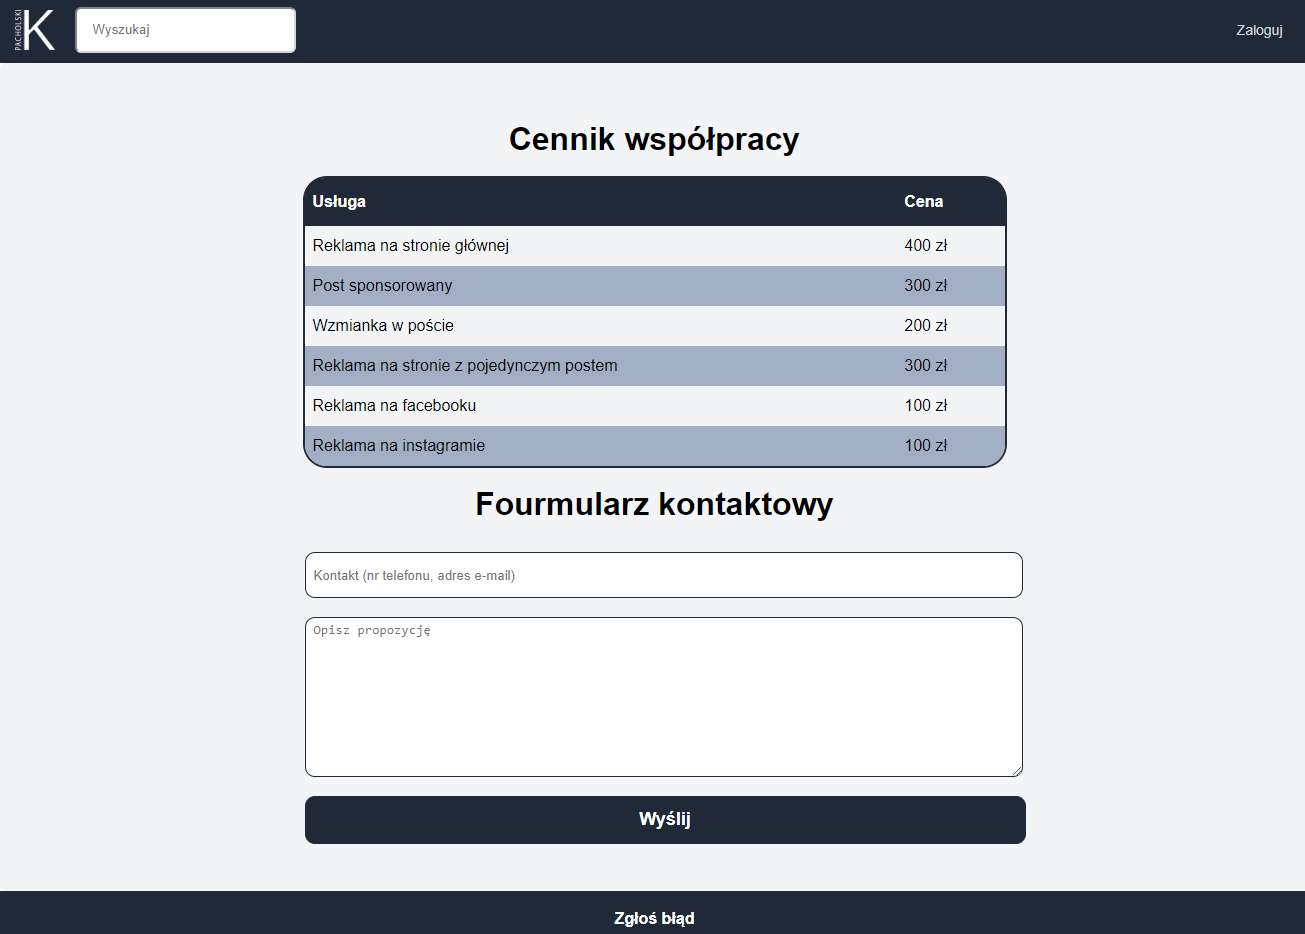 PACHOLSKI K
Wyszukaj
Zaloguj
Cennik współpracy
Usługa Cena
Reklama na stronie głównej 400 zł
Post sponsorowany 300 zł
Wzmianka w poście 200 zł
Reklama na stronie z pojedynczym postem 300 zł
Reklama na facebooku 100 zł
Reklama na instagramie 100 zł
Fourmularz kontaktowy
Kontakt (nr telefonu, adres e-mail)
Opisz propozycję
Wyślij
Zgłoś błąd